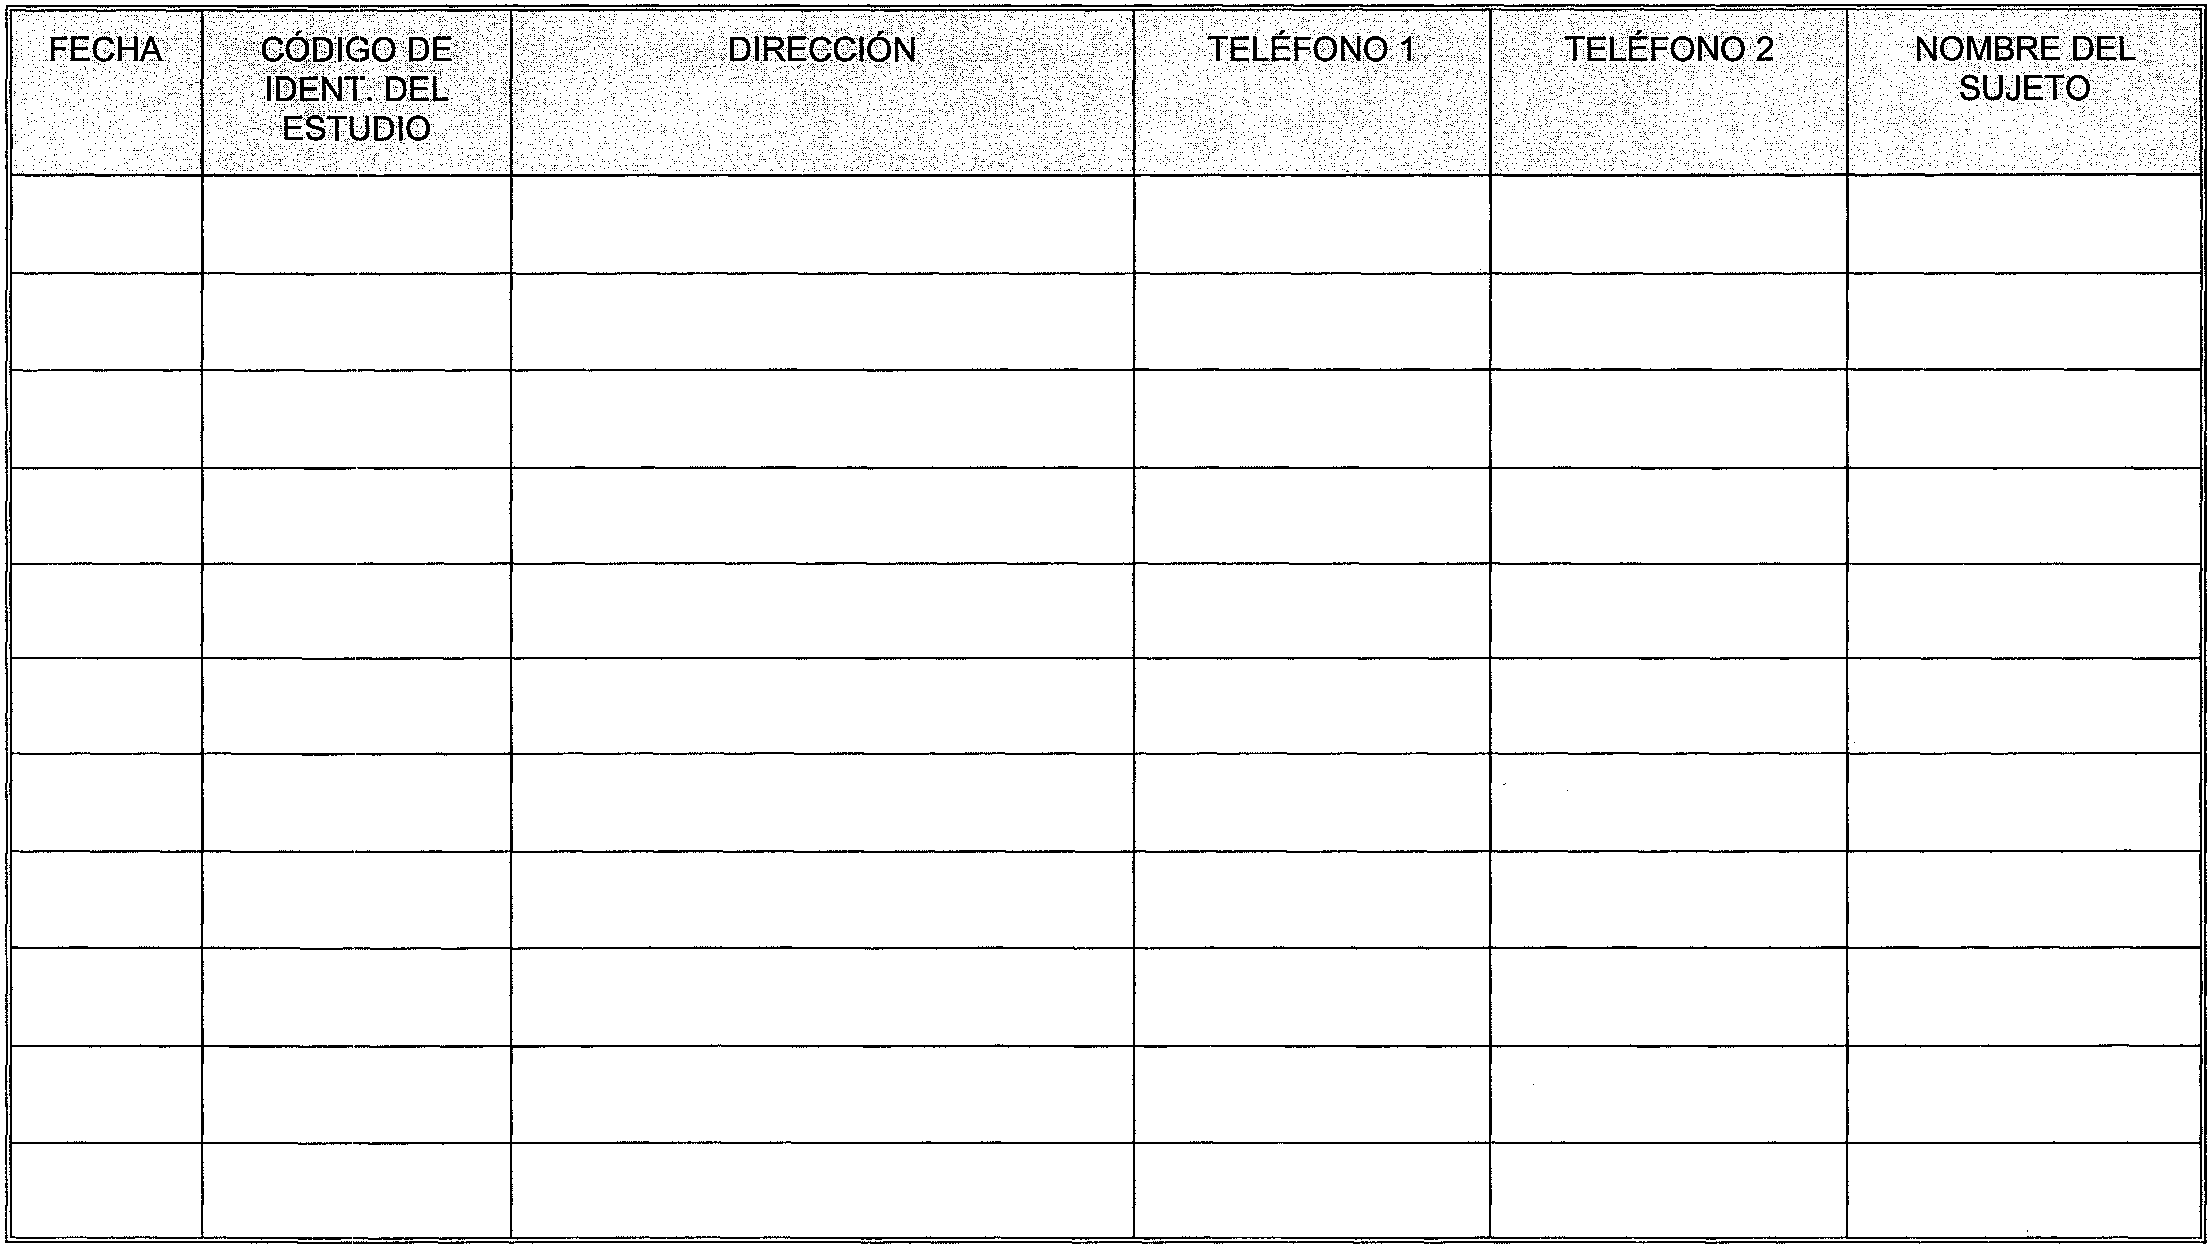 FECHA
CÓDIGO DE
IDENT. DEL
ESTUDIO
DIRECCIÓN
TELÉFONO 1
TELÉFONO 2
NOMBRE DEL
SUJETO